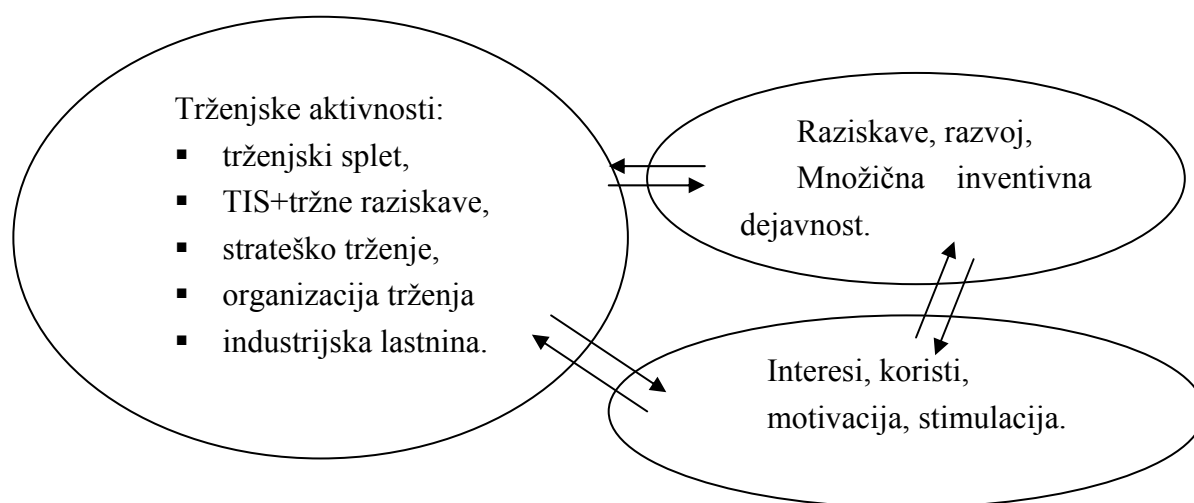 Trženjske aktivnosti:
▪ trženjski splet,
▪ TIS+tržne raziskave,
▪ strateško trženje,
▪ organizacija trženja
▪ industrijska lastnina.
Raziskave, razvoj,
Množična inventivna
dejavnost.
Interesi, koristi,
motivacija, stimulacija.